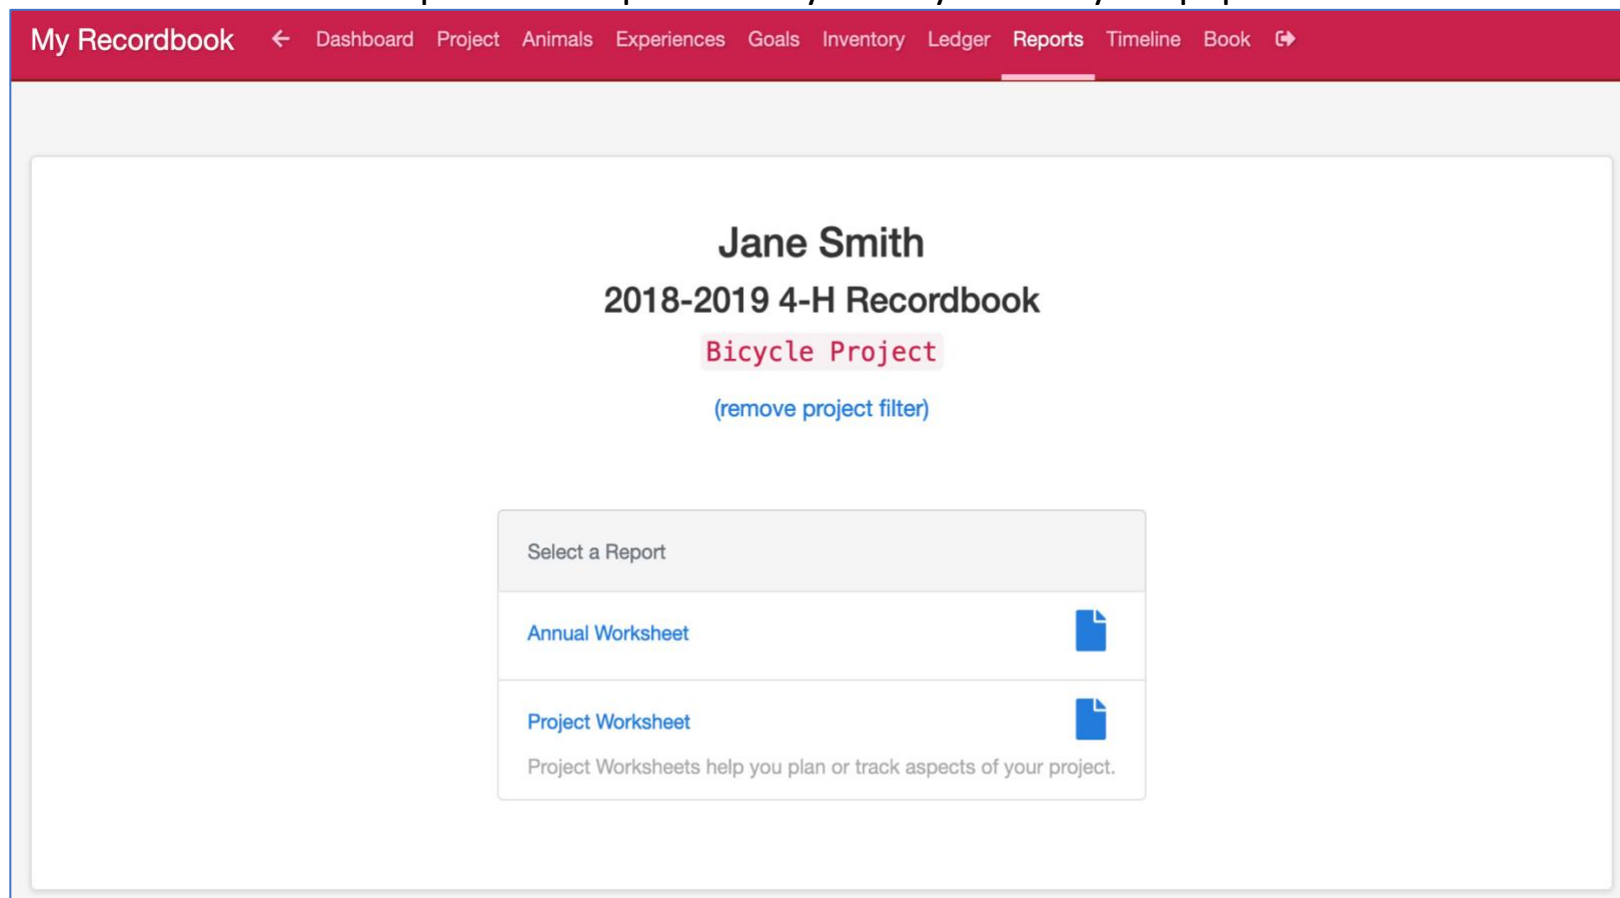 My Recordbook Dashboard Project Animals Experiences Goals Inventory Ledger Reports Timeline Book
Jane Smith
2018-2019 4-H Recordbook
Bicycle Project
(remove project filter)
Select a Report
Annual Worksheet
Project Worksheet
Project Worksheets help you plan or track aspects of your project.